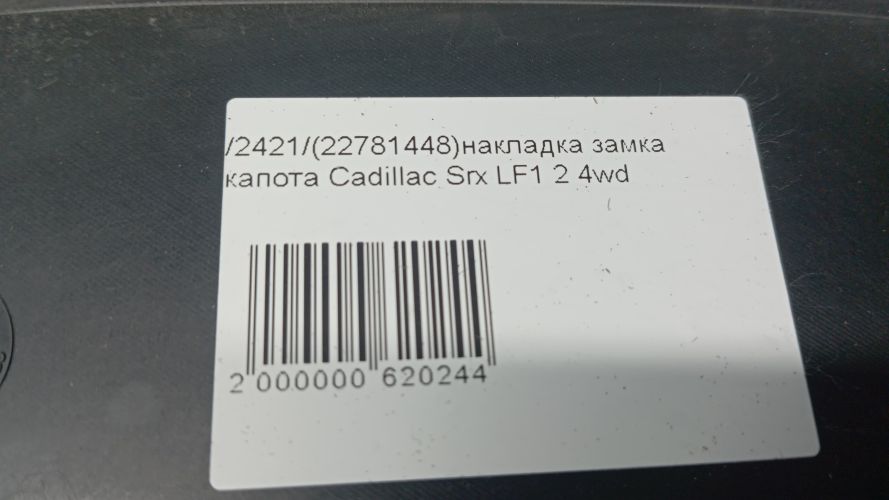 /2421/(22781448)накладка замка
капота Cadillac Srx LF1 2 4wd
2 000000 620244